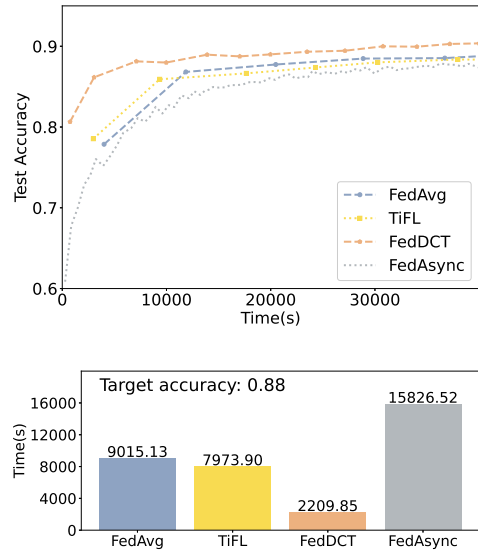 0.9
0.8
0.7
0.6
Test Accuracy
0
10000
20000
30000
Time(s)
FedAvg
TiFL
FedDCT
FedAsync
Target accuracy: 0.88
16000
12000
8000
4000
0
Time(s)
9015.13
7973.90
2209.85
15826.52
FedAvg
TiFL
FedDCT
FedAsync